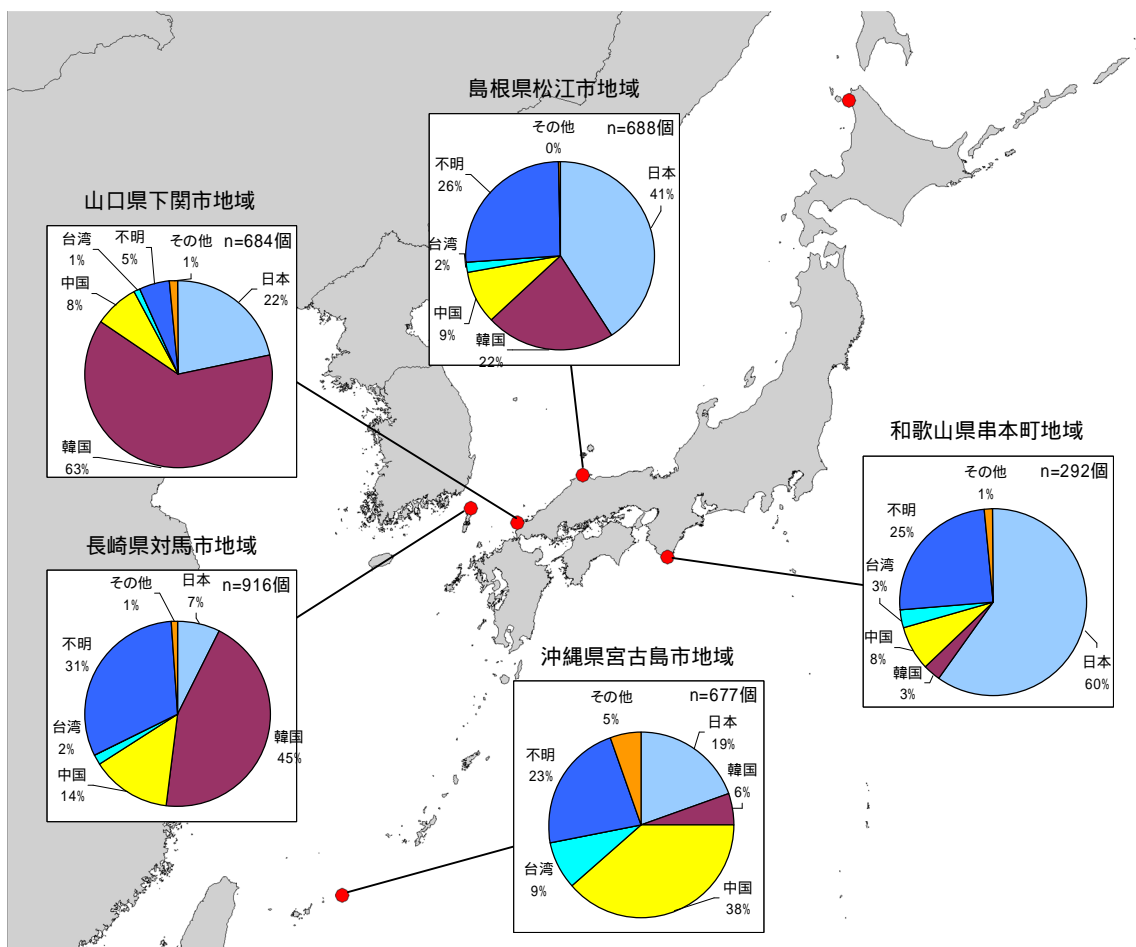 島根県松江市地域
n=688個
その他
0%
日本
41%
韓国
22%
中国
9%
台湾
2%
不明
26%
山口県下関市地域
n=684個
その他
1%
日本
22%
韓国
63%
中国
8%
台湾
1%
不明
5%
和歌山県串本町地域
n=292個
その他
1%
日本
60%
韓国
3%
中国
8%
台湾
3%
不明
25%
長崎県対馬市地域
n=916個
その他
1%
日本
7%
韓国
45%
中国
14%
台湾
2%
不明
31%
沖縄県宮古島市地域
n=677個
その他
5%
日本
19%
韓国
6%
中国
38%
台湾
9%
不明
23%